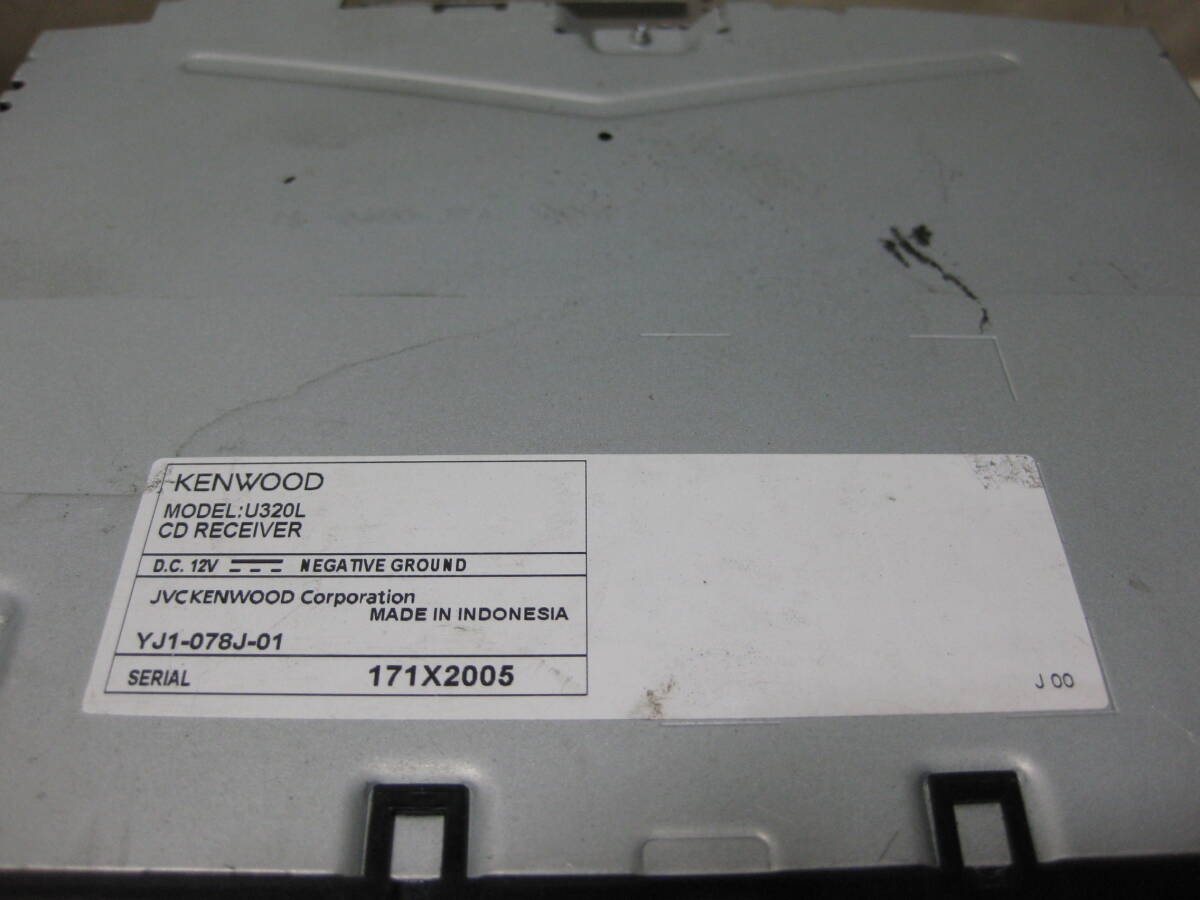 KENWOOD
MODEL:U320L
CD RECEIVER
D.C. 12V NEGATIVE GROUND
JVCKENWOOD Corporation
MADE IN INDONESIA
YJ1-078J-01
SERIAL 171X2005
J 00